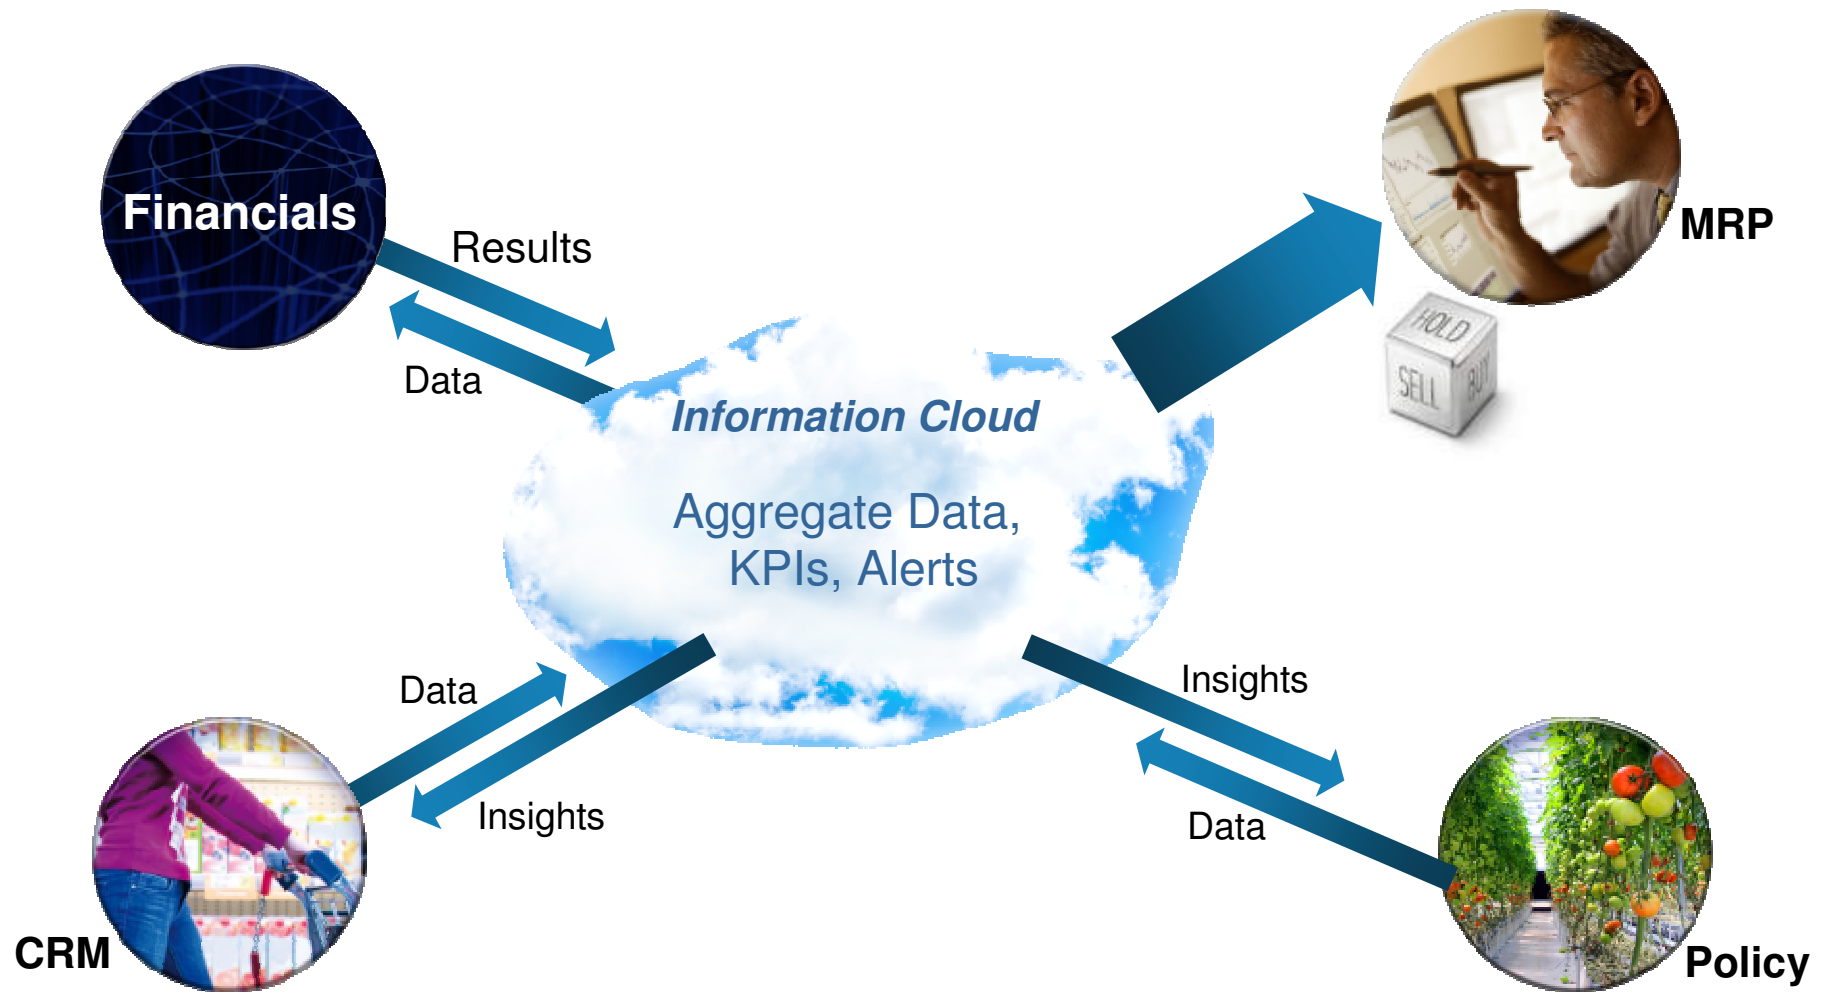 Financials
Results
Data
MRP
HOLD
SELL
BUY
Information Cloud
Aggregate Data,
KPIs, Alerts
Data
Insights
Insights
Data
CRM
Policy